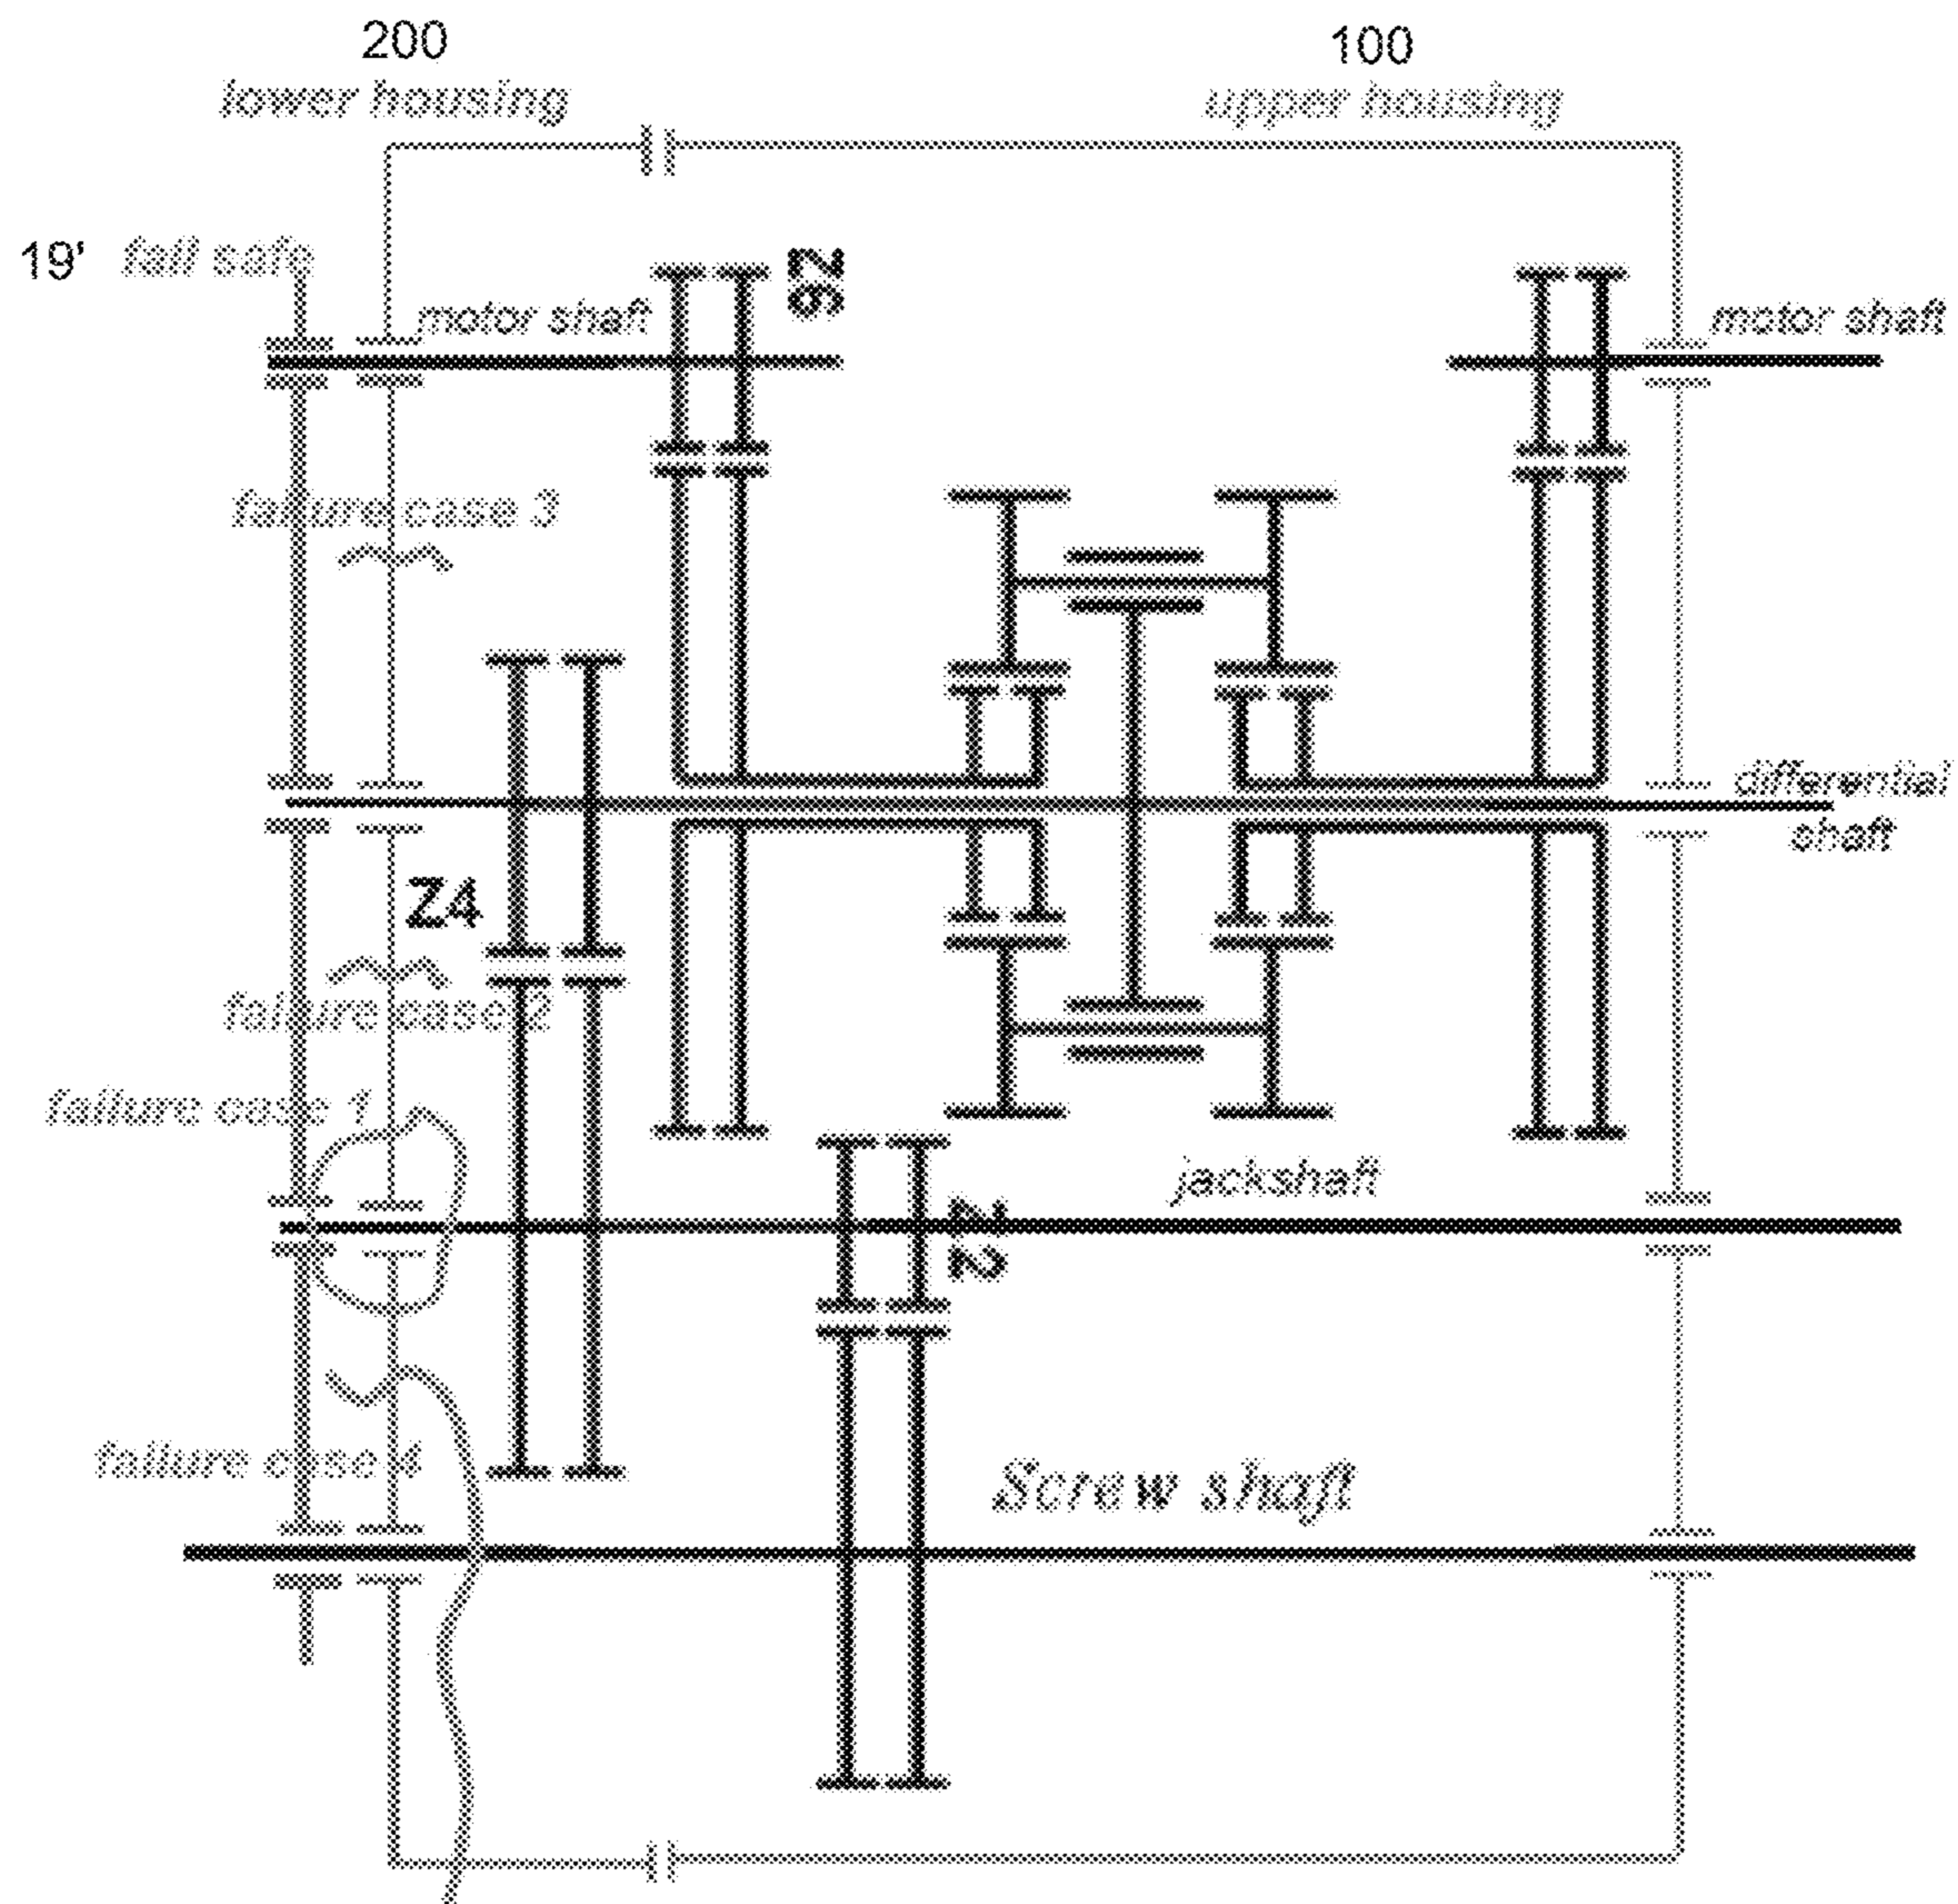 200
lower housing
100
upper housing
19' fail safe
Z6
motor shaft
motor shaft
failure case 3
differential
shaft
Z4
failure case 2
failure case 1
jackshaft
Z2
failure case 4
Screw shaft